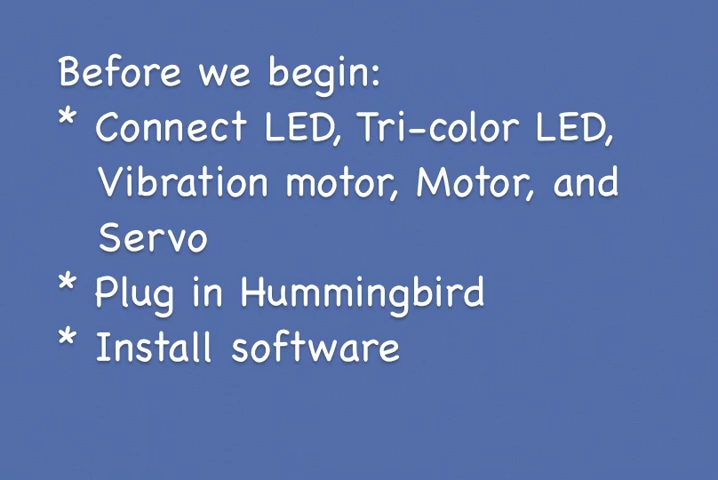 Before we begin:
* Connect LED, Tri-color LED,
Vibration motor, Motor, and
Servo
* Plug in Hummingbird
* Install software